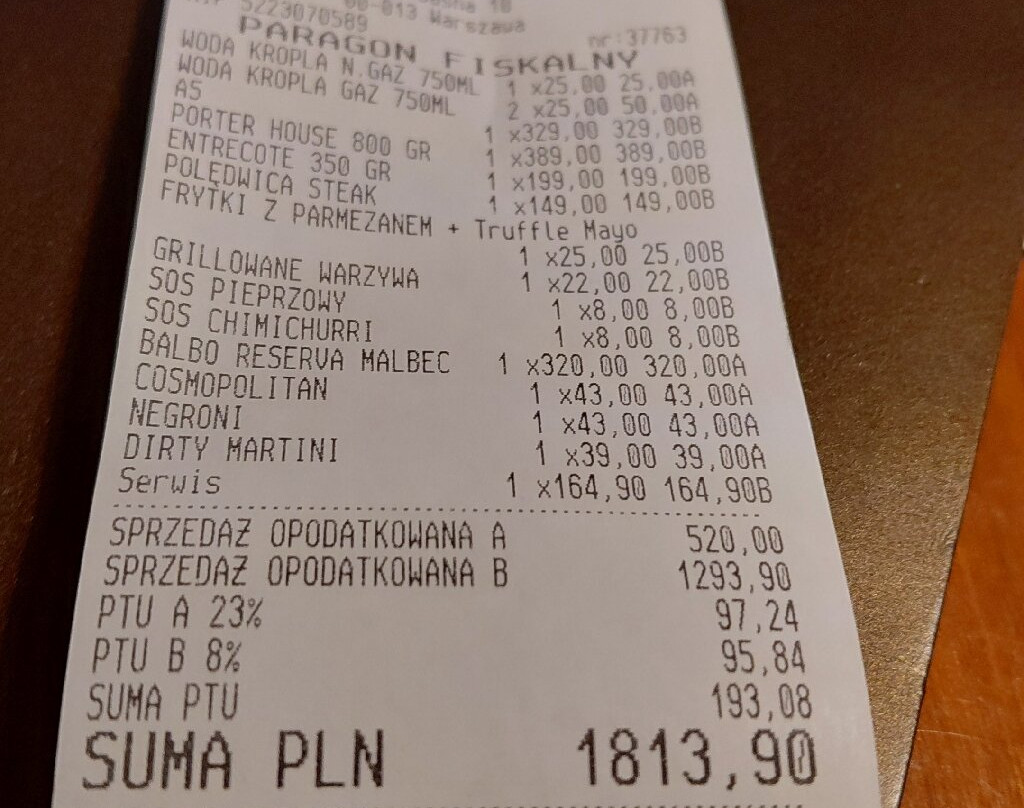 00-013 Warszawa
5223070589 nr:37763
PARAGON FISKALNY
WODA KROPLA N.GAZ 750ML 1 x25,00 25,00A
WODA KROPLA GAZ 750ML 2 x25,00 50,00A
A5 1 x329,00 329,00B
PORTER HOUSE 800 GR 1 x389,00 389,00B
ENTRECOTE 350 GR 1 x199,00 199,00B
POLĘDWICA STEAK 1 x149,00 149,00B
FRYTKI Z PARMEZANEM + Truffle Mayo
1 x25,00 25,00B
GRILLOWANE WARZYWA 1 x22,00 22,00B
SOS PIEPRZOWY 1 x8,00 8,00B
SOS CHIMICHURRI 1 x8,00 8,00B
BALBO RESERVA MALBEC 1 x320,00 320,00A
COSMOPOLITAN 1 x43,00 43,00A
NEGRONI 1 x43,00 43,00A
DIRTY MARTINI 1 x39,00 39,00A
Serwis 1 x164,90 164,90B
SPRZEDAŻ OPODATKOWANA A 520,00
SPRZEDAŻ OPODATKOWANA B 1293,90
PTU A 23% 97,24
PTU B 8% 95,84
SUMA PTU 193,08
SUMA PLN 1813,90